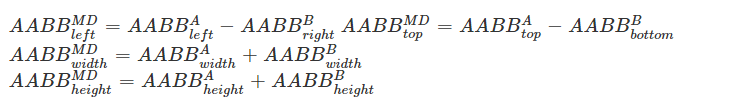 $AABB^{MD}_{left} = AABB^{A}_{left} - AABB^{B}_{right}$ $AABB^{MD}_{top} = AABB^{A}_{top} - AABB^{B}_{bottom}$
$AABB^{MD}_{width} = AABB^{A}_{width} + AABB^{B}_{width}$
$AABB^{MD}_{height} = AABB^{A}_{height} + AABB^{B}_{height}$